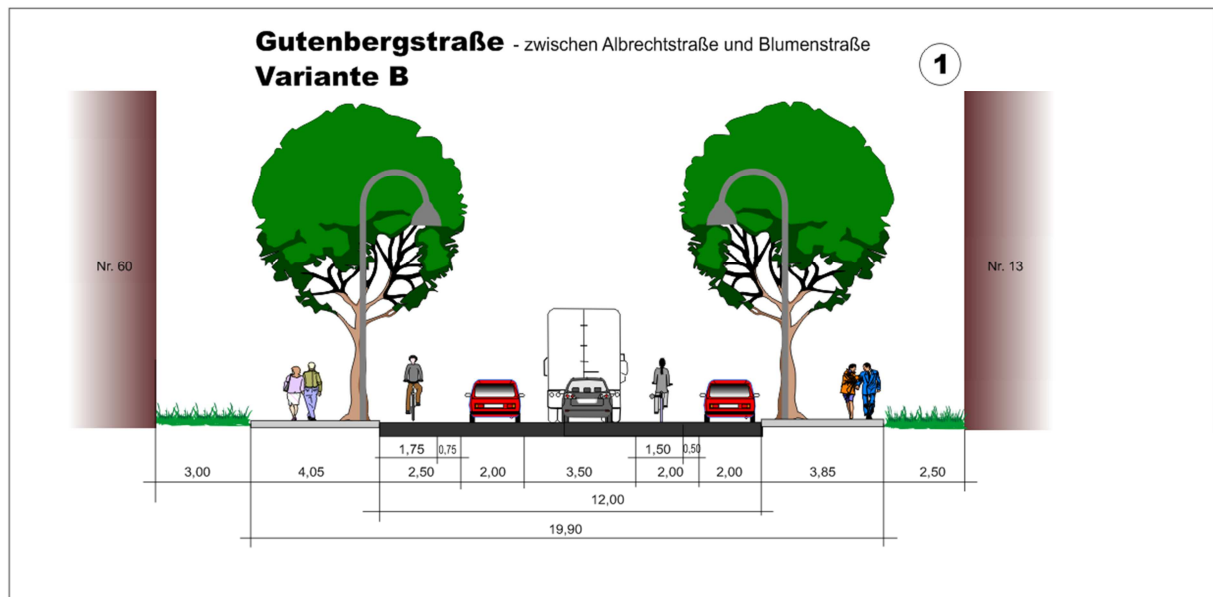 Gutenbergstraße - zwischen Albrechtstraße und Blumenstraße
Variante B
1
Nr. 60
Nr. 13
1,75 0,75 1,50 0,50
3,00 4,05 2,50 2,00 3,50 2,00 2,00 3,85 2,50
12,00
19,90